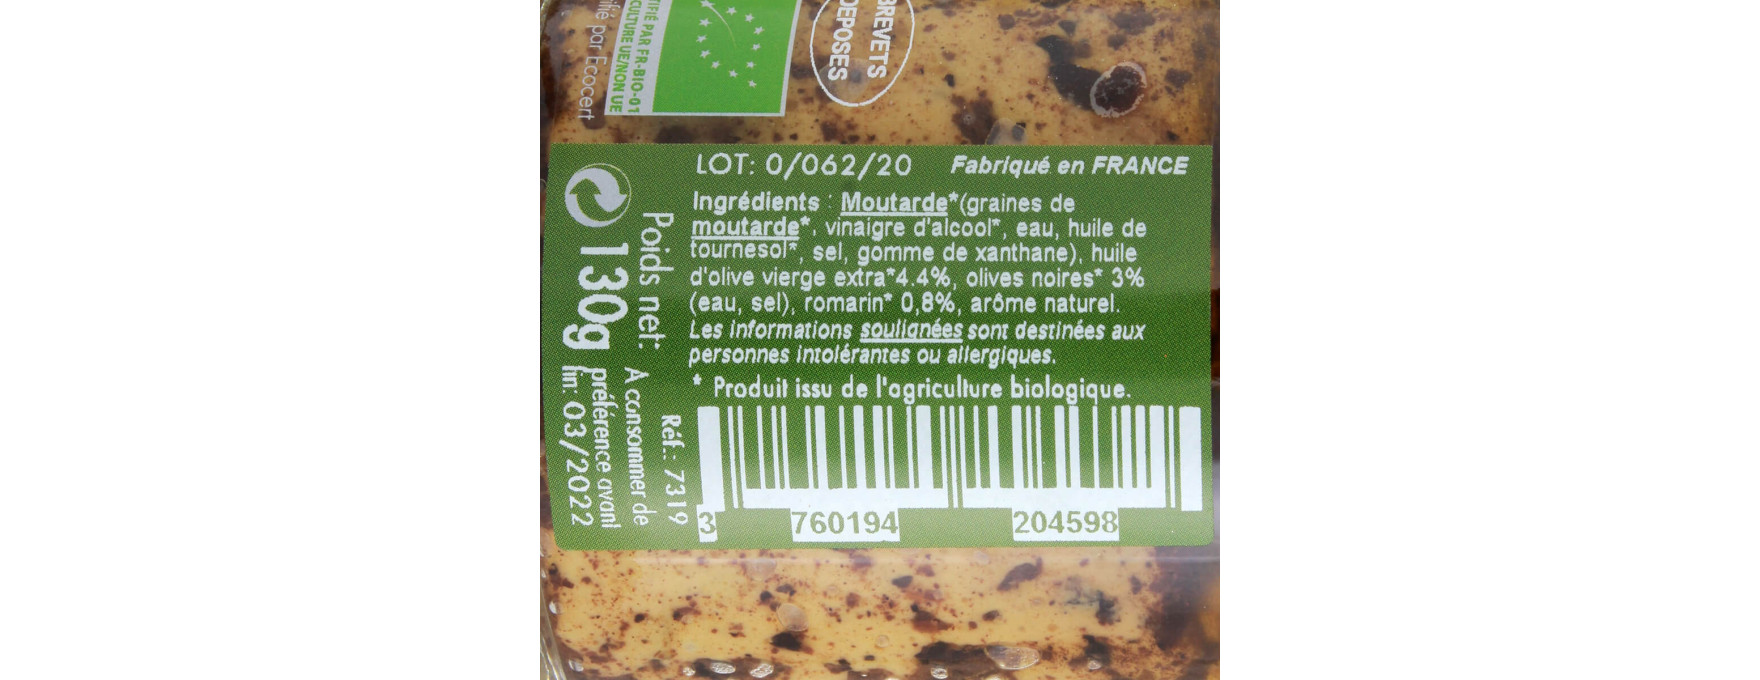 BREVETS
DEPOSES
TIFIÉ PAR FR-BIO-01
CULTURE UE/NON UE
ifié par Ecocert
LOT: 0/062/20 Fabriqué en FRANCE
Ingrédients : Moutarde*(graines de
moutarde*, vinaigre d'alcool*, eau, huile de
tournesol*, sel, gomme de xanthane), huile
d'olive vierge extra*4.4%, olives noires* 3%
(eau, sel), romarin* 0,8%, arôme naturel.
Les informations soulignées sont destinées aux
personnes intolérantes ou allergiques.
* Produit issu de l'agriculture biologique.
Poids net:
130g
Réf.: 7319
A consommer de
préférence avant
fin: 03/2022
3 760194 204598